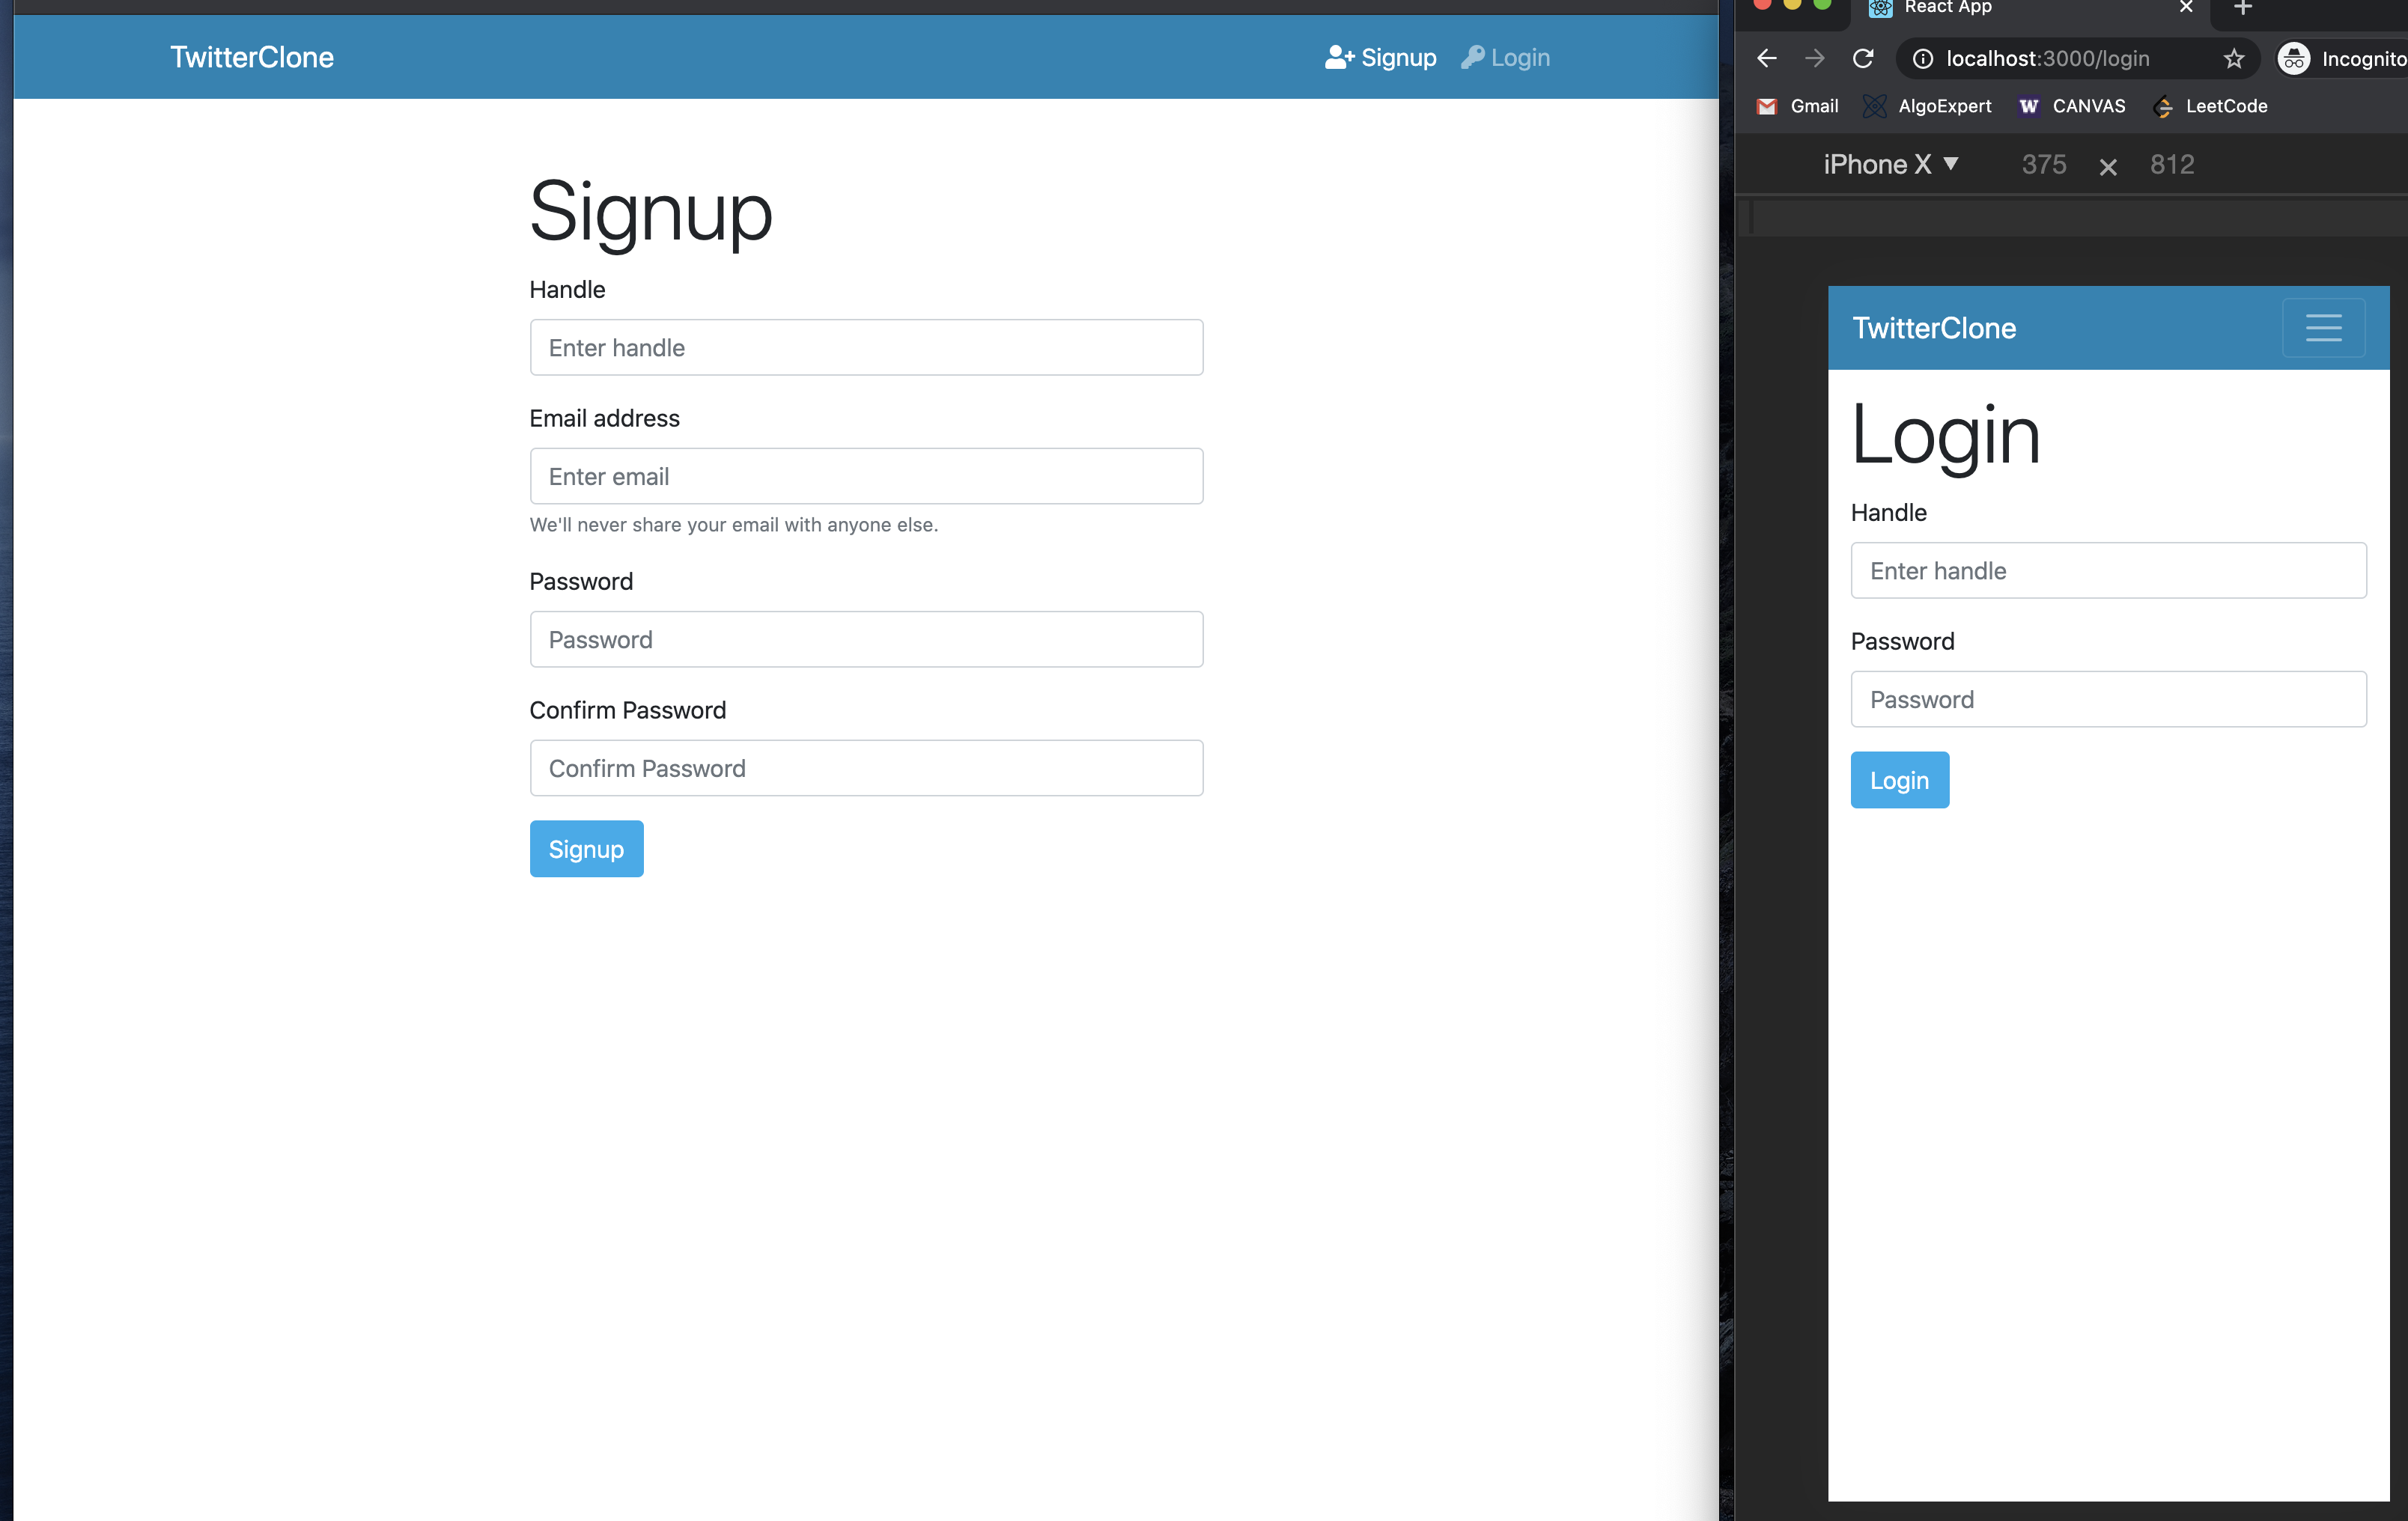 TwitterClone
Signup Login
Signup
Handle
Enter handle
Email address
Enter email
We'll never share your email with anyone else.
Password
Password
Confirm Password
Confirm Password
Signup
React App
localhost:3000/login
Incognito
Gmail AlgoExpert CANVAS LeetCode
iPhone X 375 812
TwitterClone
Login
Handle
Enter handle
Password
Password
Login